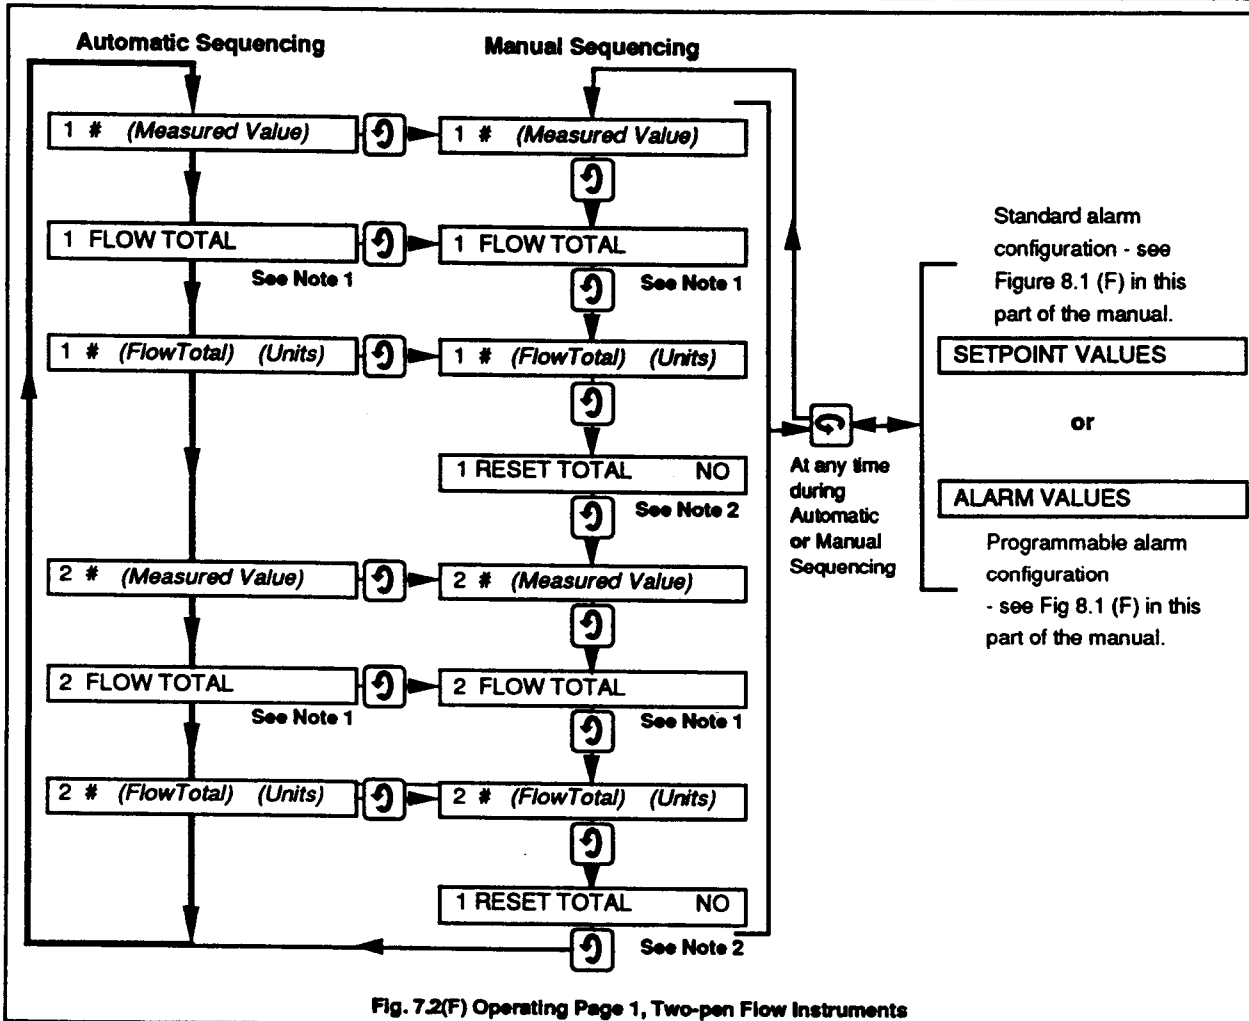 Automatic Sequencing
Manual Sequencing
1 # (Measured Value)
1 # (Measured Value)
1 FLOW TOTAL
1 FLOW TOTAL
See Note 1
See Note 1
1 # (FlowTotal) (Units)
1 # (FlowTotal) (Units)
1 RESET TOTAL NO
See Note 2
2 # (Measured Value)
2 # (Measured Value)
2 FLOW TOTAL
2 FLOW TOTAL
See Note 1
See Note 1
2 # (FlowTotal) (Units)
2 # (FlowTotal) (Units)
1 RESET TOTAL NO
See Note 2
At any time
during
Automatic
or Manual
Sequencing
Standard alarm
configuration - see
Figure 8.1 (F) in this
part of the manual.
SETPOINT VALUES
or
ALARM VALUES
Programmable alarm
configuration
- see Fig 8.1 (F) in this
part of the manual.
Fig. 7.2(F) Operating Page 1, Two-pen Flow Instruments